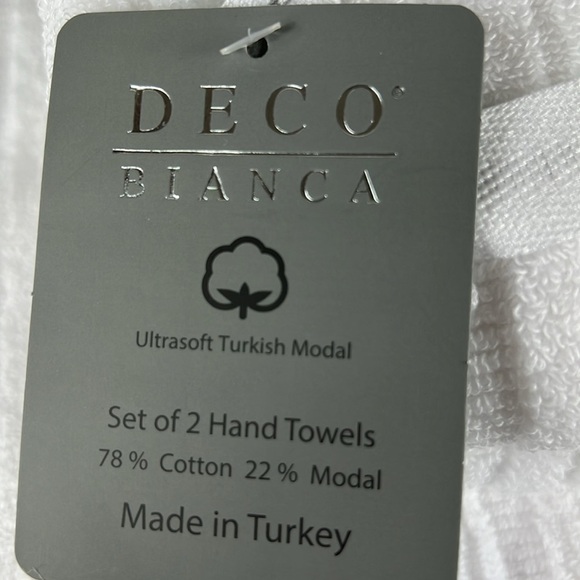 DECO®
BIANCA
Ultrasoft Turkish Modal
Set of 2 Hand Towels
78 % Cotton 22 % Modal
Made in Turkey